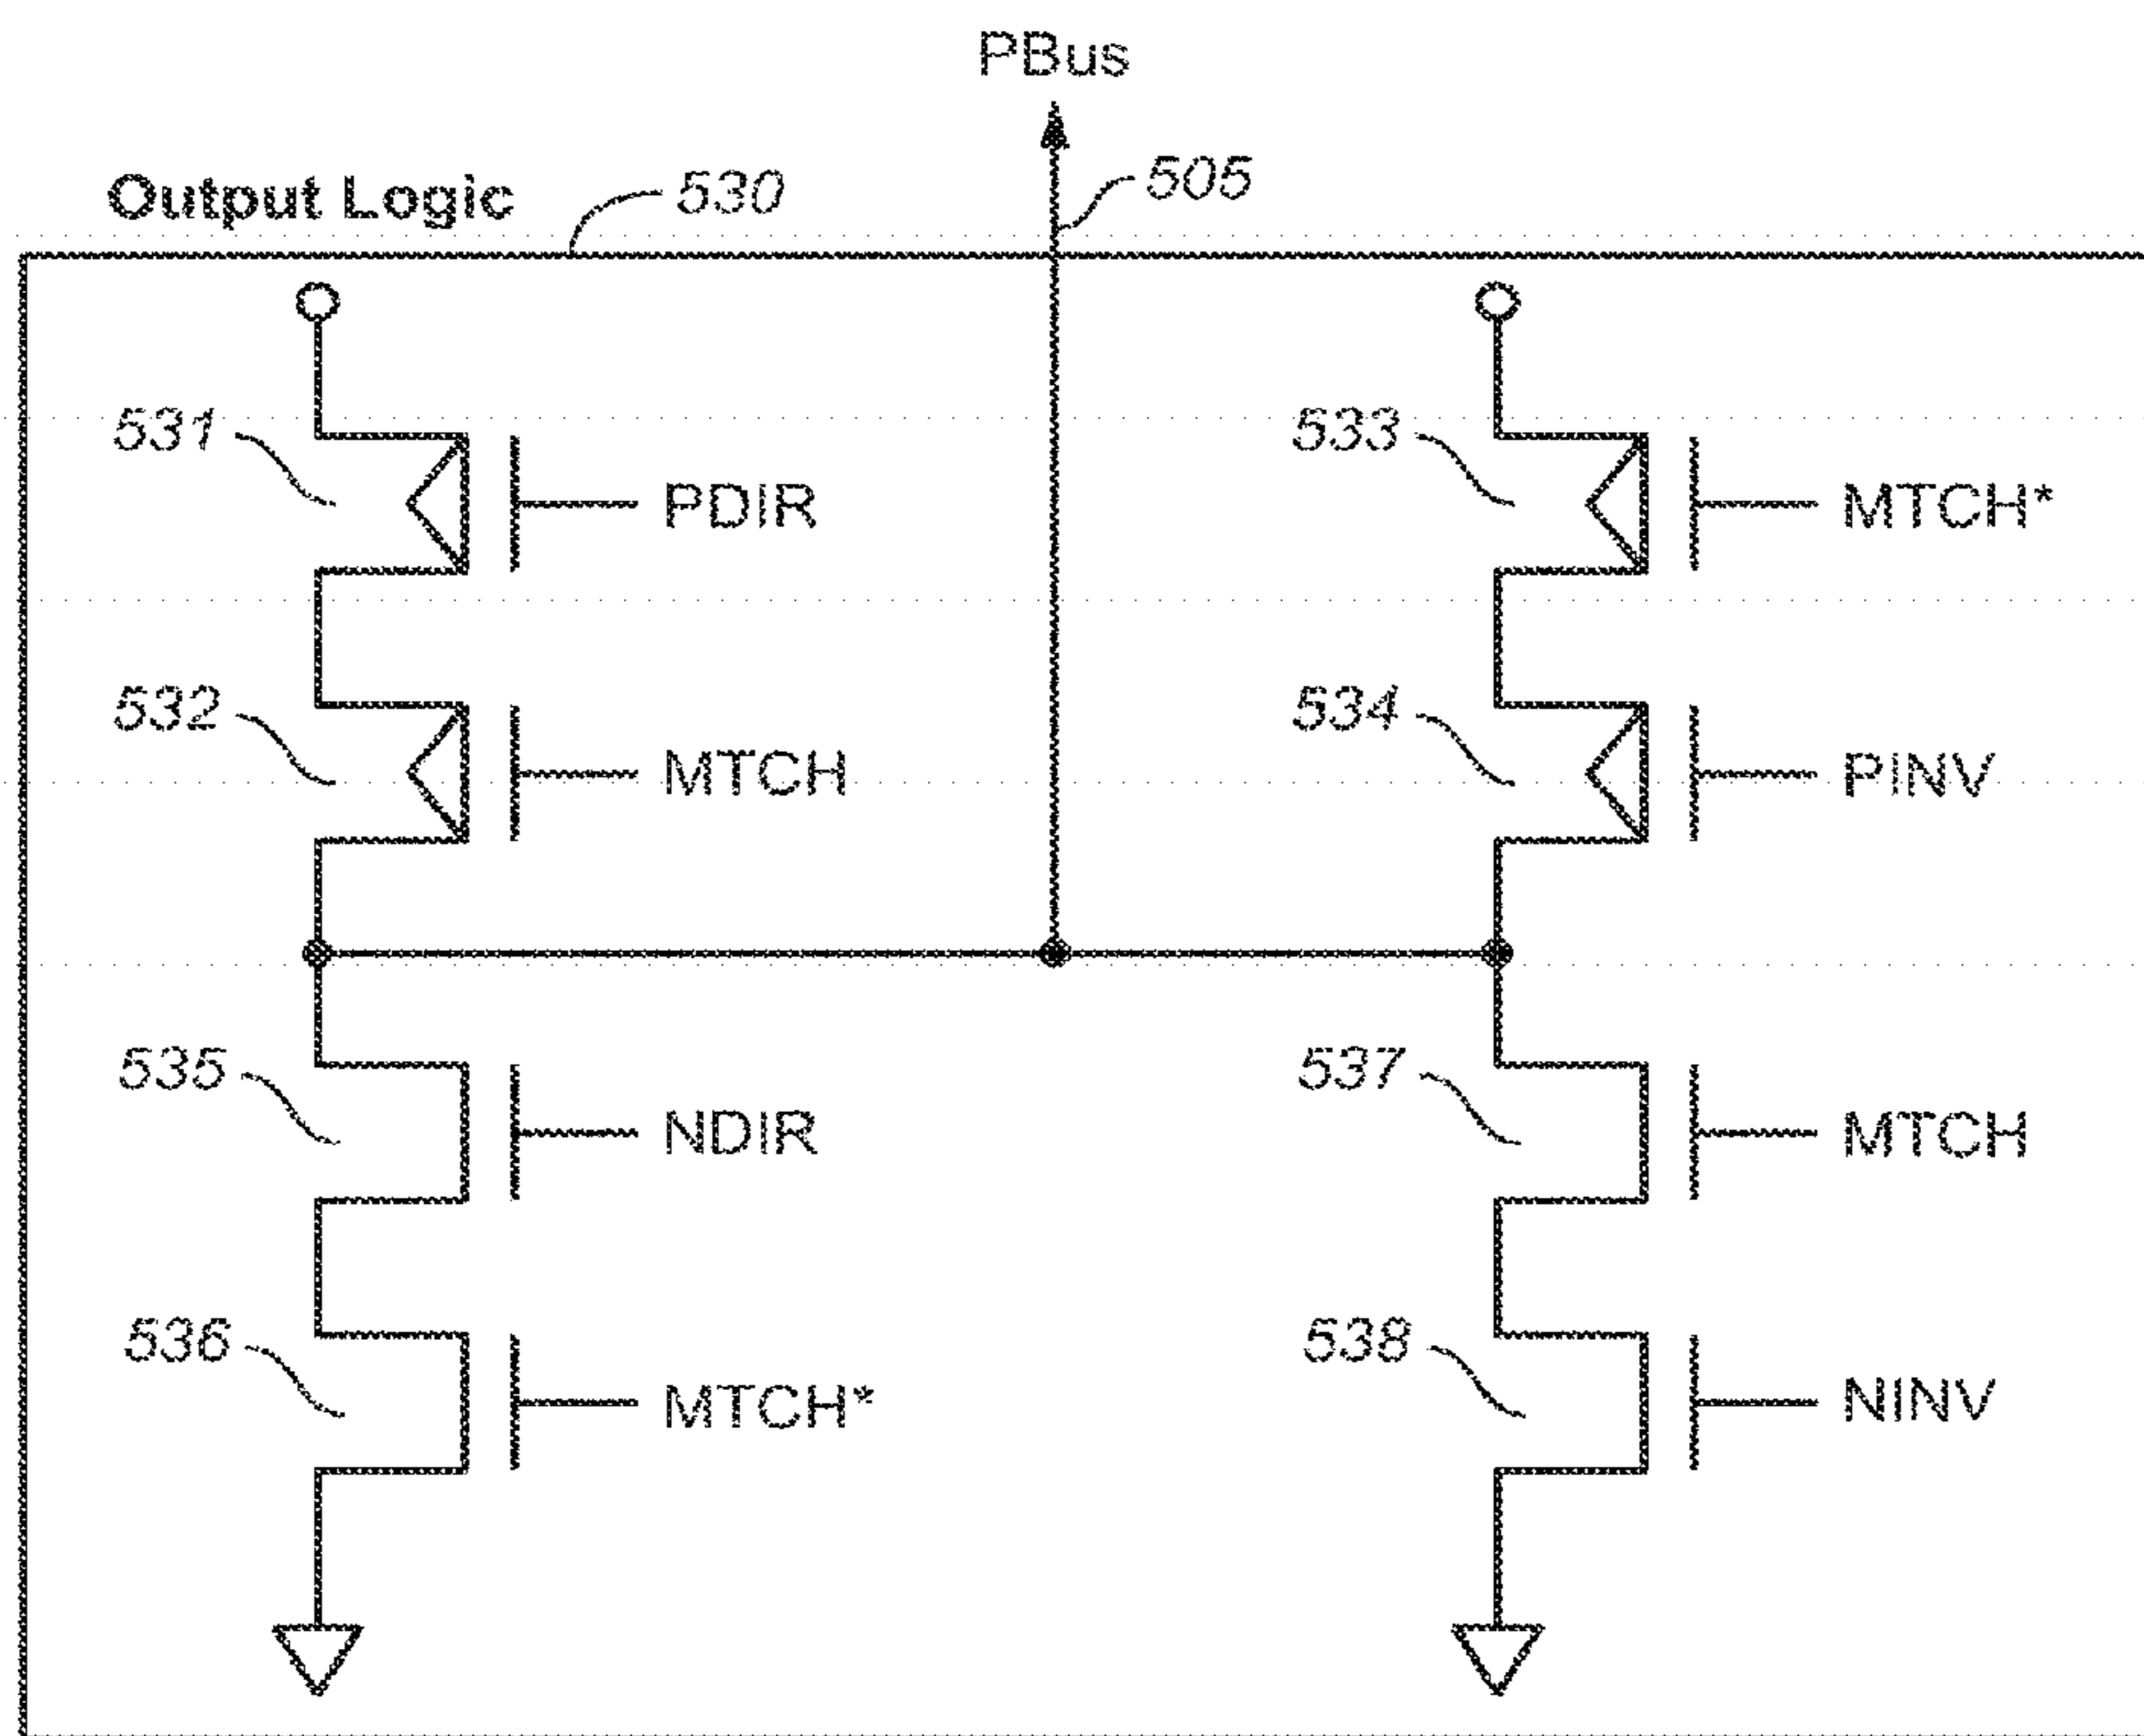 PBus
505
Output Logic 530
531 PDIR
533 MTCH*
532 MTCH
534 PINV
535 NDIR
537 MTCH
536 MTCH*
538 NINV